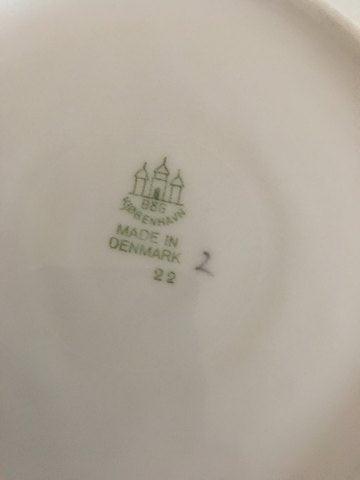 B&G
KØBENHAVN
MADE IN
DENMARK
22
2